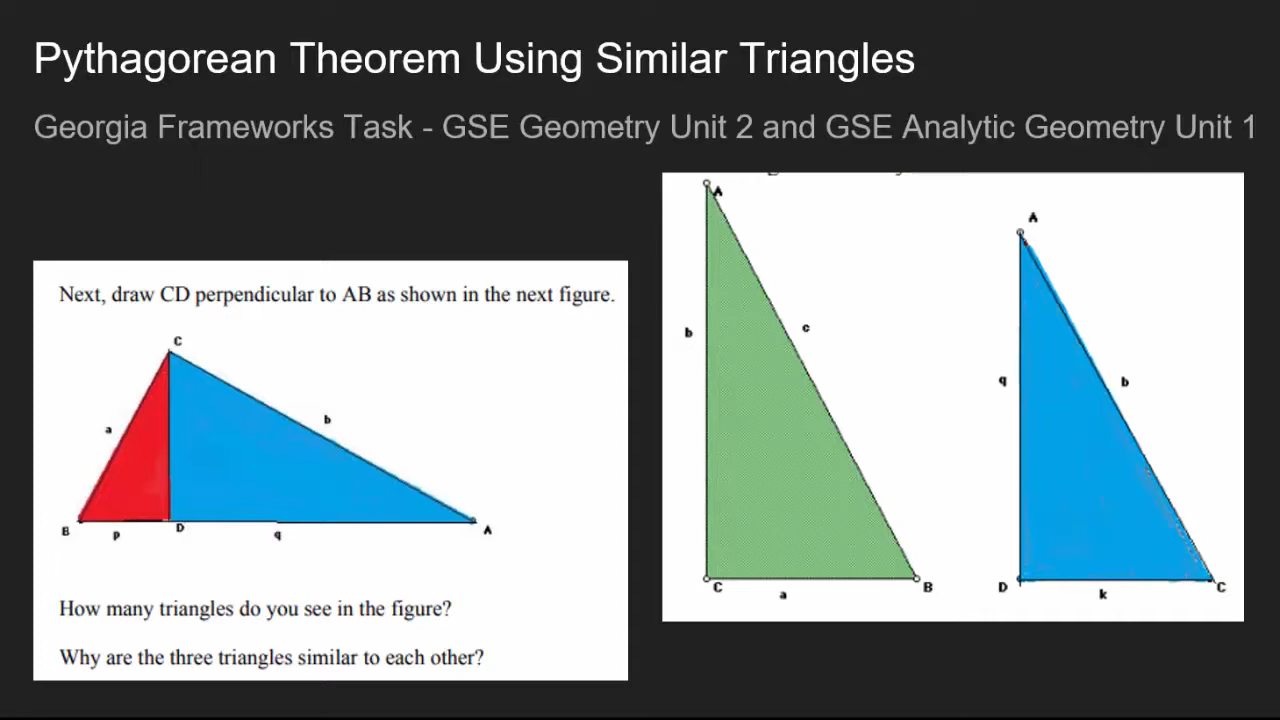 Pythagorean Theorem Using Similar Triangles
Georgia Frameworks Task - GSE Geometry Unit 2 and GSE Analytic Geometry Unit 1
Next, draw CD perpendicular to AB as shown in the next figure.
C
a
b
B
p
D
q
A
How many triangles do you see in the figure?
Why are the three triangles similar to each other?
A
b
c
C
a
B
A
q
b
D
k
C